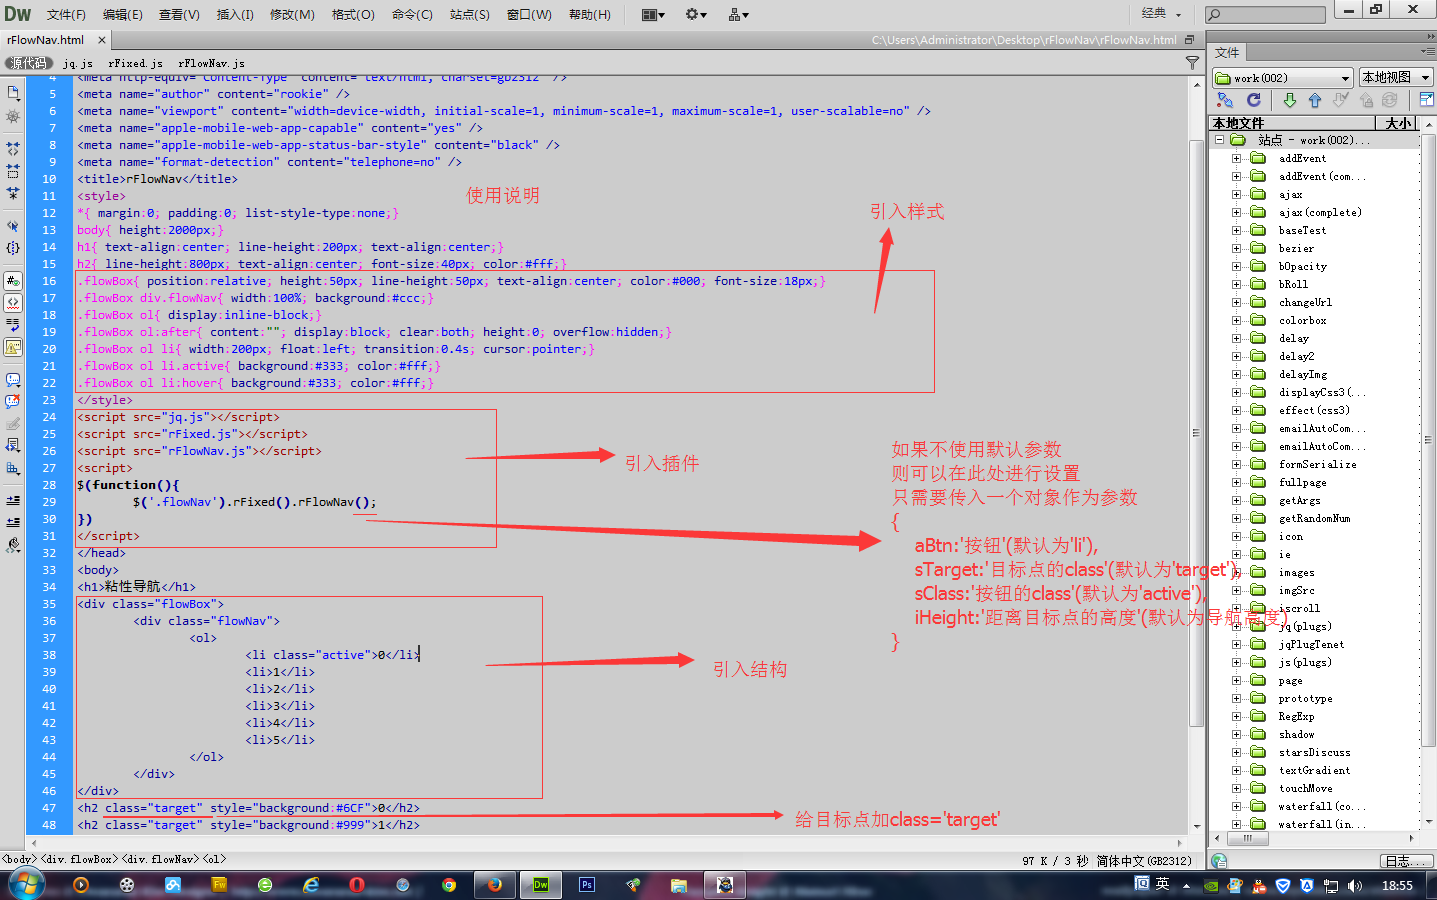 Dw 文件(F) 编辑(E) 查看(V) 插入(I) 修改(M) 格式(O) 命令(C) 站点(S) 窗口(W) 帮助(H) 经典
rFlowNav.html × C:\Users\Administrator\Desktop\rFlowNav\rFlowNav.html
源代码 jq.js rFixed.js rFlowNav.js
4 <meta http-equiv="Content-Type" content="text/html; charset=gb2312" />
5 <meta name="author" content="rookie" />
6 <meta name="viewport" content="width=device-width, initial-scale=1, minimum-scale=1, maximum-scale=1, user-scalable=no" />
7 <meta name="apple-mobile-web-app-capable" content="yes" />
8 <meta name="apple-mobile-web-app-status-bar-style" content="black" />
9 <meta name="format-detection" content="telephone=no" />
10 <title>rFlowNav</title>
11 <style>
12 *{ margin:0; padding:0; list-style-type:none;}
13 body{ height:2000px;}
14 h1{ text-align:center; line-height:200px; text-align:center;}
15 h2{ line-height:800px; text-align:center; font-size:40px; color:#fff;}
16 .flowBox{ position:relative; height:50px; line-height:50px; text-align:center; color:#000; font-size:18px;}
17 .flowBox div.flowNav{ width:100%; background:#ccc;}
18 .flowBox ol{ display:inline-block;}
19 .flowBox ol:after{ content:""; display:block; clear:both; height:0; overflow:hidden;}
20 .flowBox ol li{ width:200px; float:left; transition:0.4s; cursor:pointer;}
21 .flowBox ol li.active{ background:#333; color:#fff;}
22 .flowBox ol li:hover{ background:#333; color:#fff;}
23 </style>
24 <script src="jq.js"></script>
25 <script src="rFixed.js"></script>
26 <script src="rFlowNav.js"></script>
27 <script>
28 $(function(){
29 $('.flowNav').rFixed().rFlowNav();
30 })
31 </script>
32 </head>
33 <body>
34 <h1>粘性导航</h1>
35 <div class="flowBox">
36 <div class="flowNav">
37 <ol>
38 <li class="active">0</li>
39 <li>1</li>
40 <li>2</li>
41 <li>3</li>
42 <li>4</li>
43 <li>5</li>
44 </ol>
45 </div>
46 </div>
47 <h2 class="target" style="background:#6CF">0</h2>
48 <h2 class="target" style="background:#999">1</h2>
使用说明
引入样式
引入插件
如果不使用默认参数
则可以在此处进行设置
只需要传入一个对象作为参数
{
aBtn:'按钮'(默认为'li'),
sTarget:'目标点的class'(默认为'target'),
sClass:'按钮的class'(默认为'active'),
iHeight:'距离目标点的高度'(默认为导航高度)
}
引入结构
给目标点加class='target'
文件
work(002) 本地视图
本地文件 大小
站点 - work(002)...
addEvent
addEvent(com...
ajax
ajax(complete)
baseTest
bezier
bOpacity
bRoll
changeUrl
colorbox
delay
delay2
delayImg
displayCss3(...
effect(css3)
emailAutoCom...
emailAutoCom...
formSerialize
fullpage
getArgs
getRandomNum
icon
ie
images
imgSrc
iscroll
jq(plugs)
jqPlugTenet
js(plugs)
page
prototype
RegExp
shadow
starsDiscuss
textGradient
touchMove
waterfall(co...
waterfall(in...
日志...
<body> <div.flowBox> <div.flowNav> <ol> 97 K / 3 秒 简体中文(GB2312)
Fw Dw Ps 英 18:55